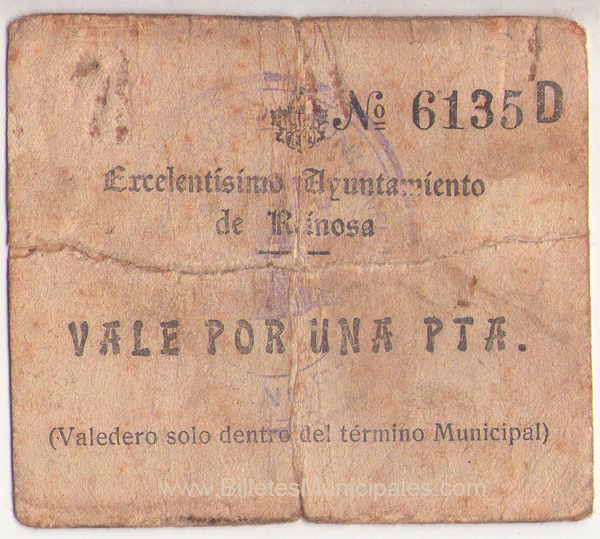 Nº 6135 D
Excelentísimo Ayuntamiento
de Reinosa
VALE POR UNA PTA.
(Valedero solo dentro del término Municipal)
www.BilletesMunicipales.com